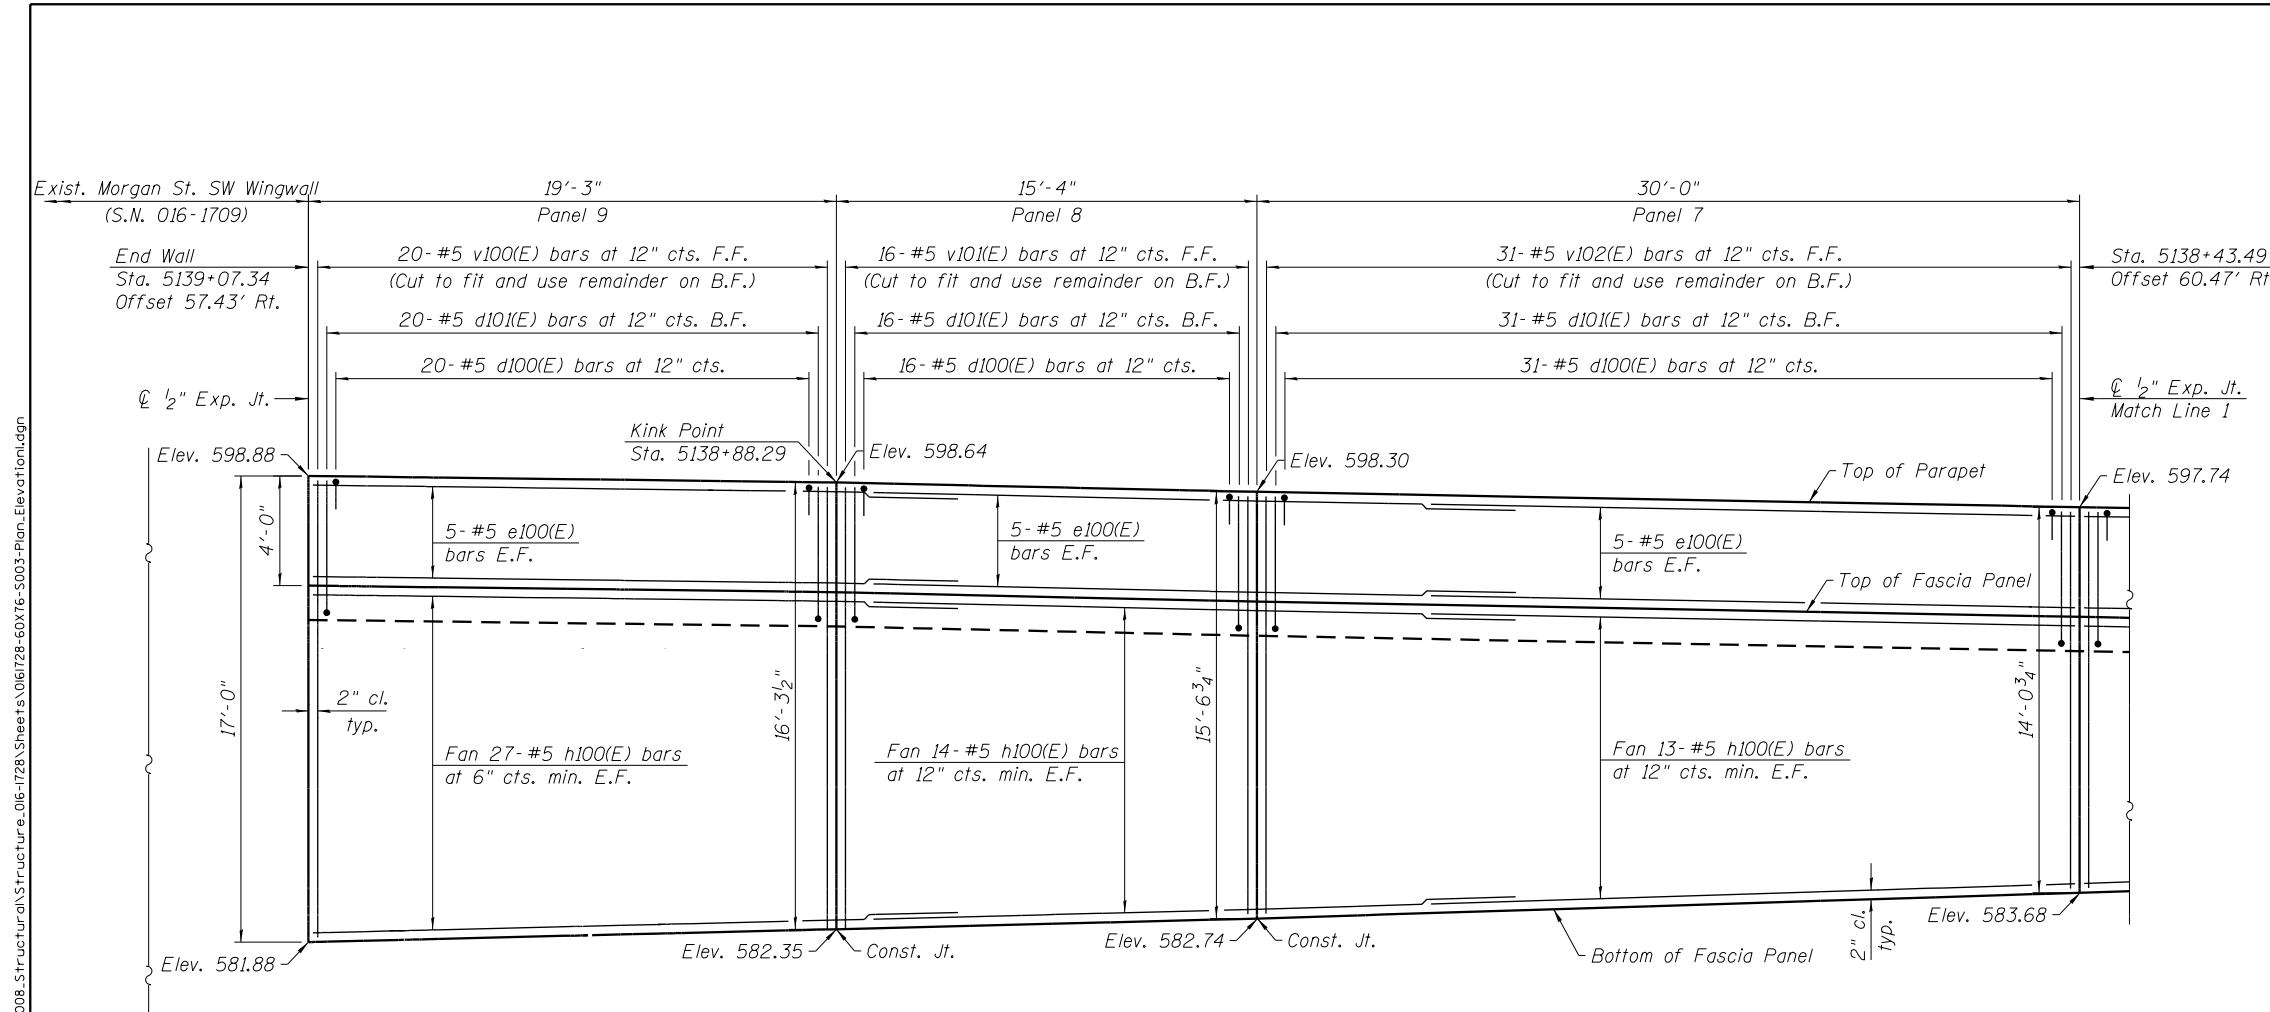 Exist. Morgan St. SW Wingwall
(S.N. 016-1709)
19'-3"
Panel 9
15'-4"
Panel 8
30'-0"
Panel 7
End Wall
Sta. 5139+07.34
Offset 57.43' Rt.
20-#5 v100(E) bars at 12" cts. F.F.
(Cut to fit and use remainder on B.F.)
16-#5 v101(E) bars at 12" cts. F.F.
(Cut to fit and use remainder on B.F.)
31-#5 v102(E) bars at 12" cts. F.F.
(Cut to fit and use remainder on B.F.)
Sta. 5138+43.49
Offset 60.47' Rt
20-#5 d101(E) bars at 12" cts. B.F.
16-#5 d101(E) bars at 12" cts. B.F.
31-#5 d101(E) bars at 12" cts. B.F.
20-#5 d100(E) bars at 12" cts.
16-#5 d100(E) bars at 12" cts.
31-#5 d100(E) bars at 12" cts.
℄ ½" Exp. Jt.
℄ ½" Exp. Jt.
Match Line 1
Kink Point
Sta. 5138+88.29
Elev. 598.88
Elev. 598.64
Elev. 598.30
Top of Parapet
Elev. 597.74
4'-0"
5-#5 e100(E)
bars E.F.
5-#5 e100(E)
bars E.F.
5-#5 e100(E)
bars E.F.
Top of Fascia Panel
17'-0"
2" cl.
typ.
16'-3½"
15'-6¾"
14'-0¾"
Fan 27-#5 h100(E) bars
at 6" cts. min. E.F.
Fan 14-#5 h100(E) bars
at 12" cts. min. E.F.
Fan 13-#5 h100(E) bars
at 12" cts. min. E.F.
Elev. 581.88
Elev. 582.35
Const. Jt.
Elev. 582.74
Const. Jt.
Bottom of Fascia Panel
2" cl.
typ.
Elev. 583.68
008_Structural\Structure_016-1728\Sheets\0161728-60X76-S003-Plan_Elevation1.dgn